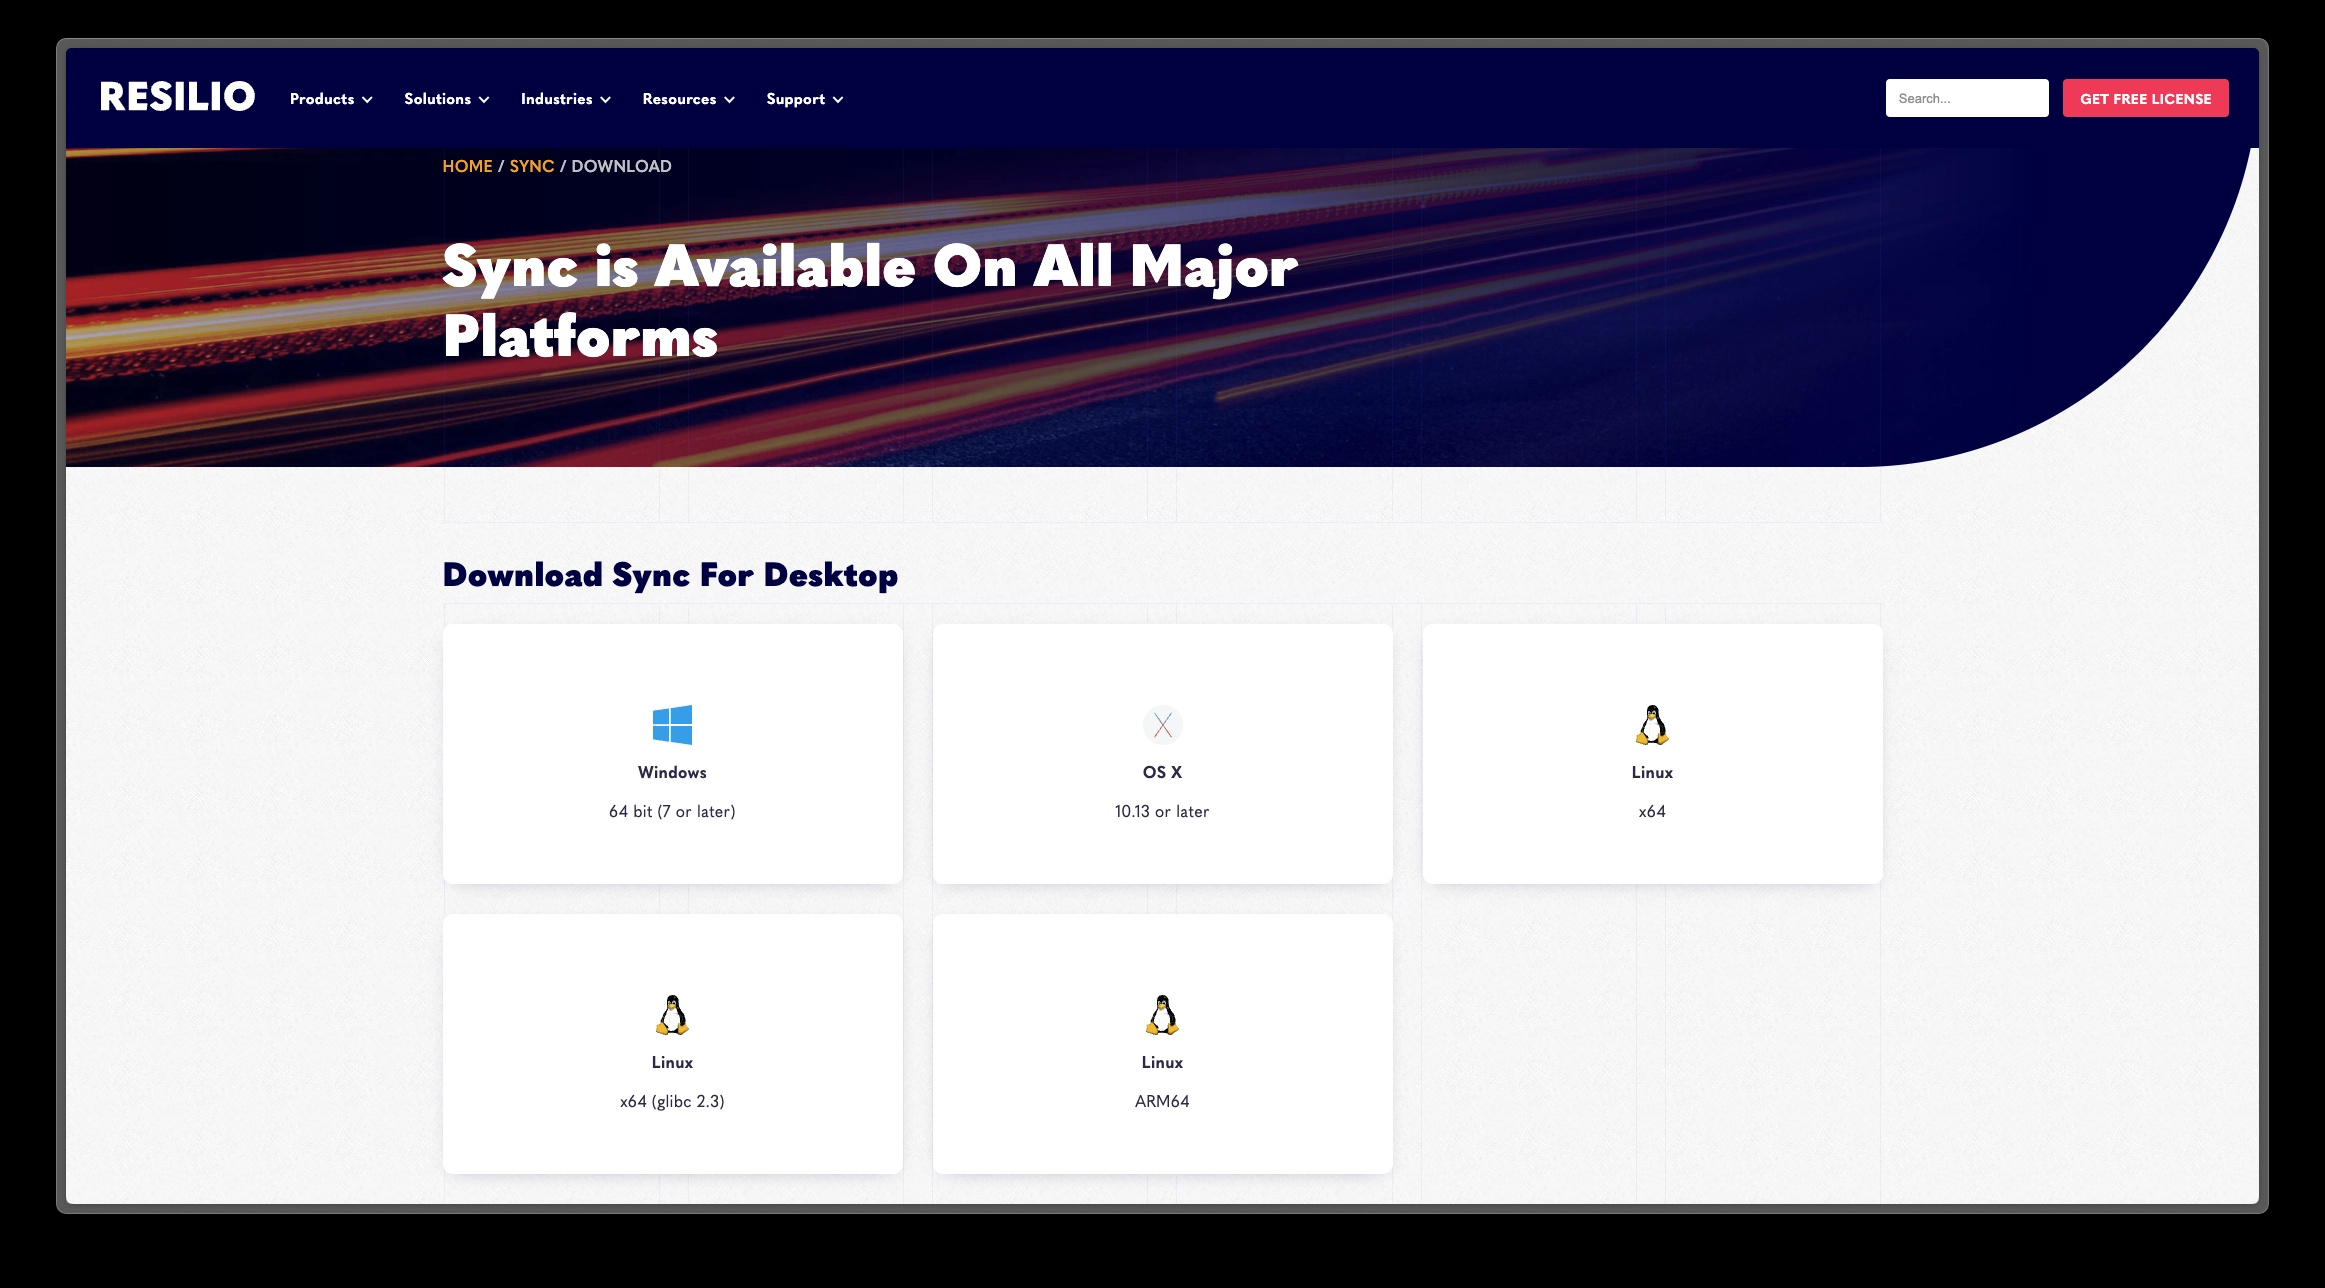 RESILIO
Products
Solutions
Industries
Resources
Support
Search...
GET FREE LICENSE
HOME / SYNC / DOWNLOAD
Sync is Available On All Major
Platforms
Download Sync For Desktop
Windows
64 bit (7 or later)
OS X
10.13 or later
Linux
x64
Linux
x64 (glibc 2.3)
Linux
ARM64